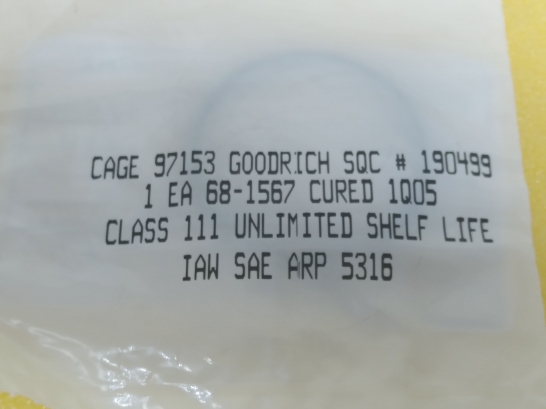 CAGE 97153 GOODRICH SQC # 190499
1 EA 68-1567 CURED 1Q05
CLASS 111 UNLIMITED SHELF LIFE
IAW SAE ARP 5316